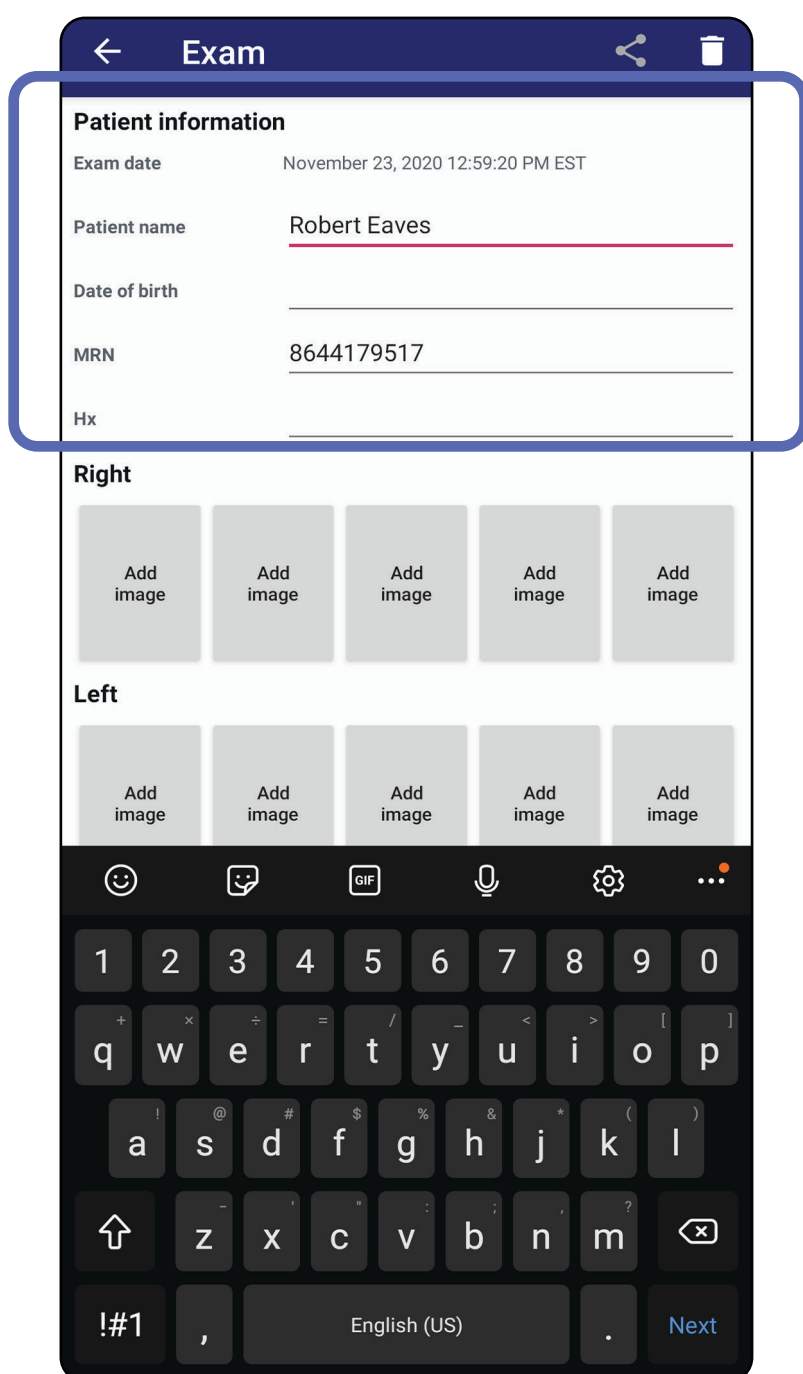 Exam
Patient information
Exam date November 23, 2020 12:59:20 PM EST
Patient name Robert Eaves
Date of birth
MRN 8644179517
Hx
Right
Add image Add image Add image Add image Add image
Left
Add image Add image Add image Add image Add image
GIF
1 2 3 4 5 6 7 8 9 0
+ × ÷ = / _ < > [ ]
q w e r t y u i o p
! @ # $ % & * ( )
a s d f g h j k l
- ' " : ; , ?
z x c v b n m
!#1 , English (US) . Next